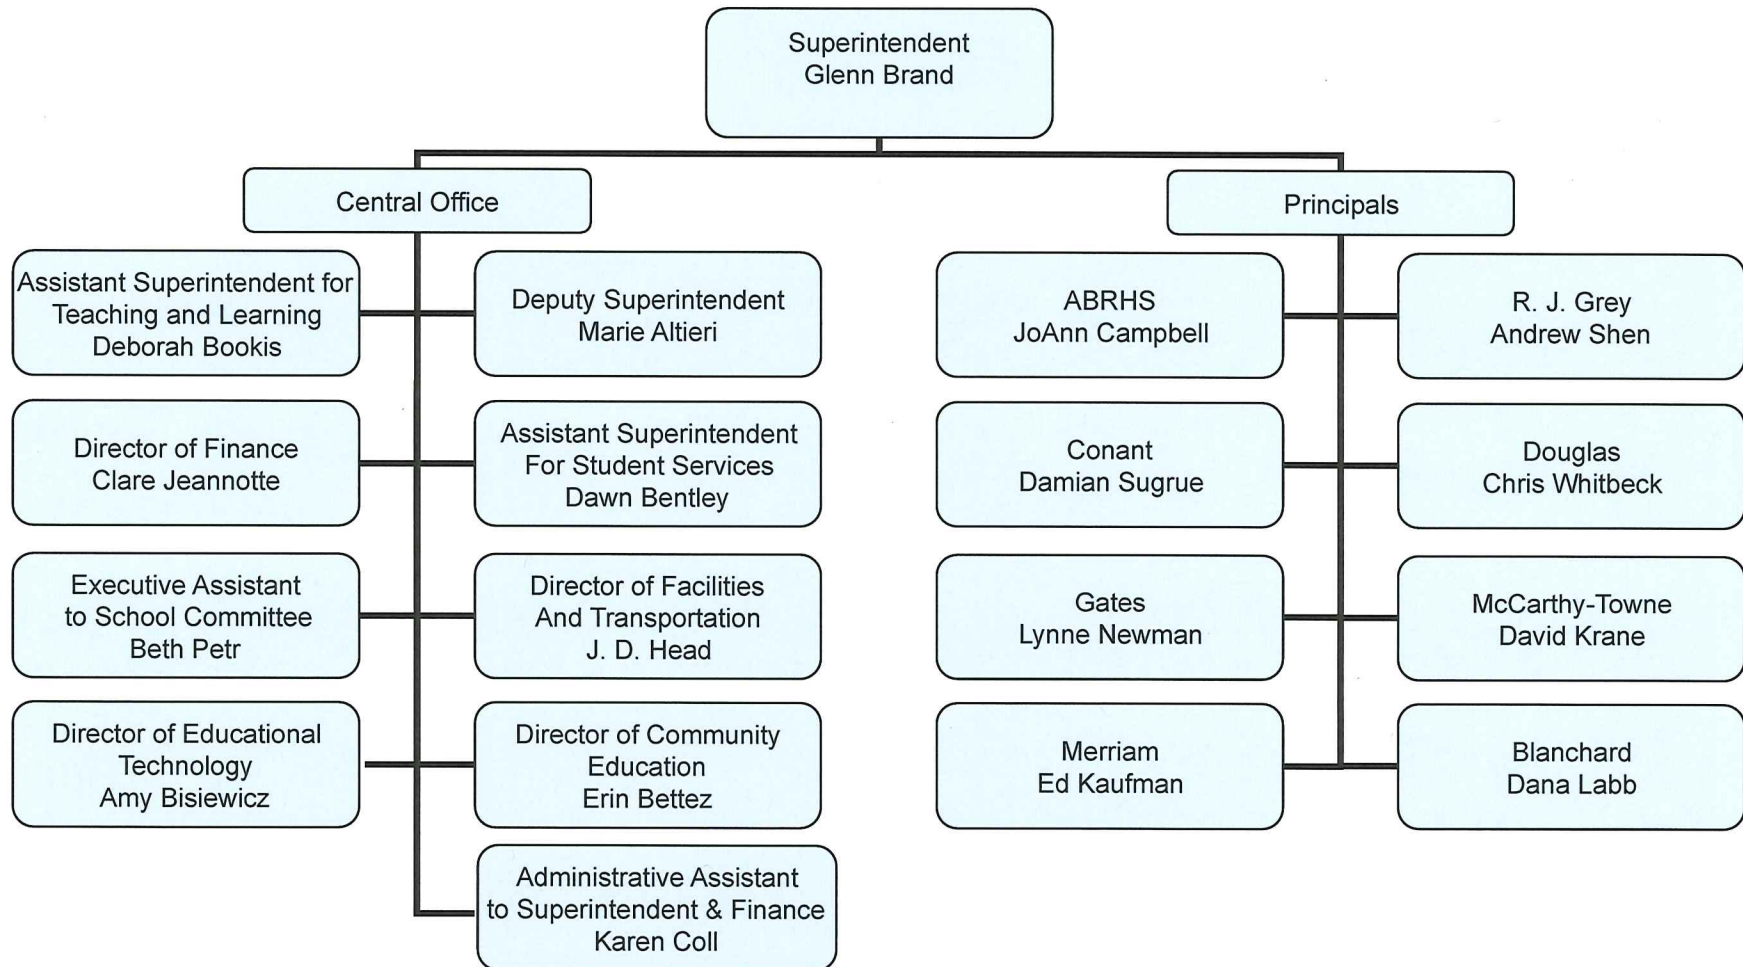 Superintendent
Glenn Brand
Central Office
Principals
Assistant Superintendent for
Teaching and Learning
Deborah Bookis
Deputy Superintendent
Marie Altieri
ABRHS
JoAnn Campbell
R. J. Grey
Andrew Shen
Director of Finance
Clare Jeannotte
Assistant Superintendent
For Student Services
Dawn Bentley
Conant
Damian Sugrue
Douglas
Chris Whitbeck
Executive Assistant
to School Committee
Beth Petr
Director of Facilities
And Transportation
J. D. Head
Gates
Lynne Newman
McCarthy-Towne
David Krane
Director of Educational
Technology
Amy Bisiewicz
Director of Community
Education
Erin Bettez
Merriam
Ed Kaufman
Blanchard
Dana Labb
Administrative Assistant
to Superintendent & Finance
Karen Coll